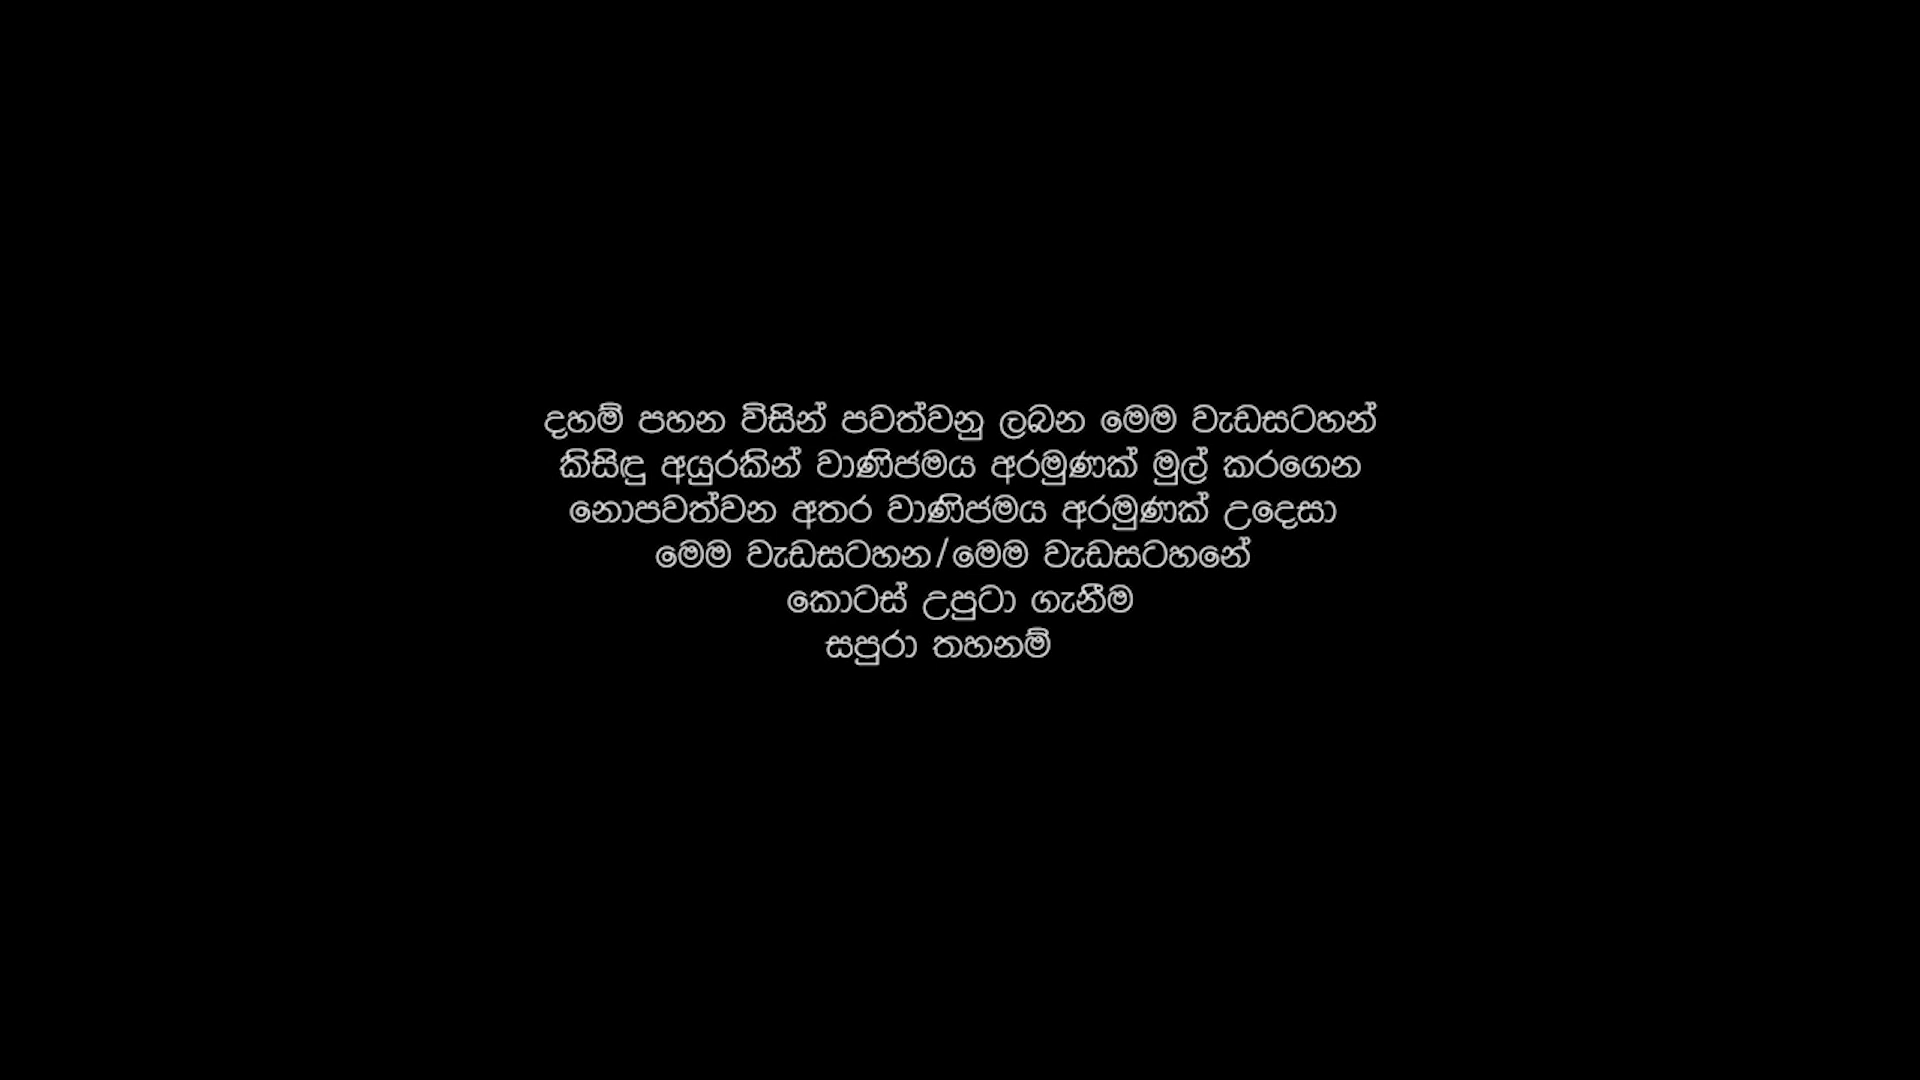 දහම් පහන විසින් පවත්වනු ලබන මෙම වැඩසටහන්
කිසිඳු අයුරකින් වාණිජමය අරමුණක් මුල් කරගෙන
නොපවත්වන අතර වාණිජමය අරමුණක් උදෙසා
මෙම වැඩසටහන/මෙම වැඩසටහනේ
කොටස් උපුටා ගැනීම
සපුරා තහනම්